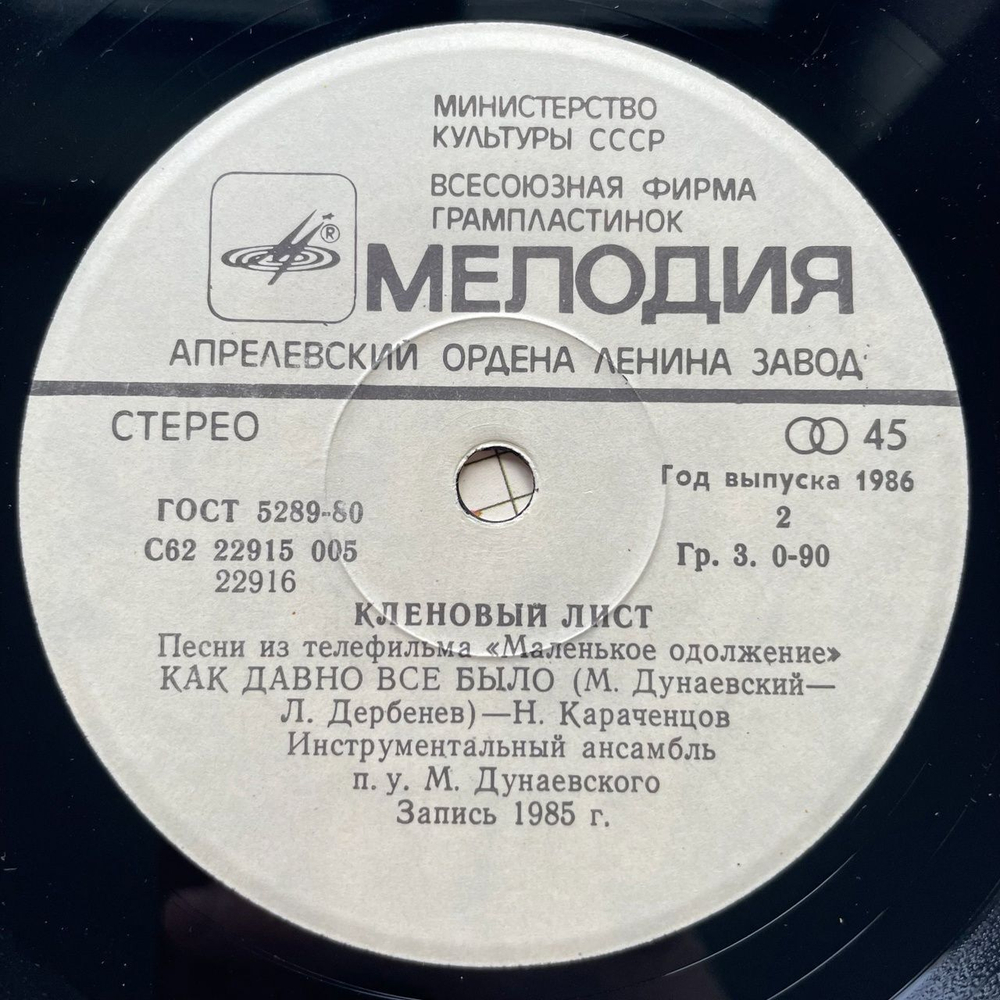 МИНИСТЕРСТВО
КУЛЬТУРЫ СССР
ВСЕСОЮЗНАЯ ФИРМА
ГРАМПЛАСТИНОК
®
МЕЛОДИЯ
АПРЕЛЕВСКИЙ ОРДЕНА ЛЕНИНА ЗАВОД
СТЕРЕО
45
Год выпуска 1986
ГОСТ 5289-80
2
С62 22915 005
Гр. 3. 0-90
22916
КЛЕНОВЫЙ ЛИСТ
Песни из телефильма «Маленькое одолжение»
КАК ДАВНО ВСЕ БЫЛО (М. Дунаевский—
Л. Дербенев)—Н. Караченцов
Инструментальный ансамбль
п. у. М. Дунаевского
Запись 1985 г.